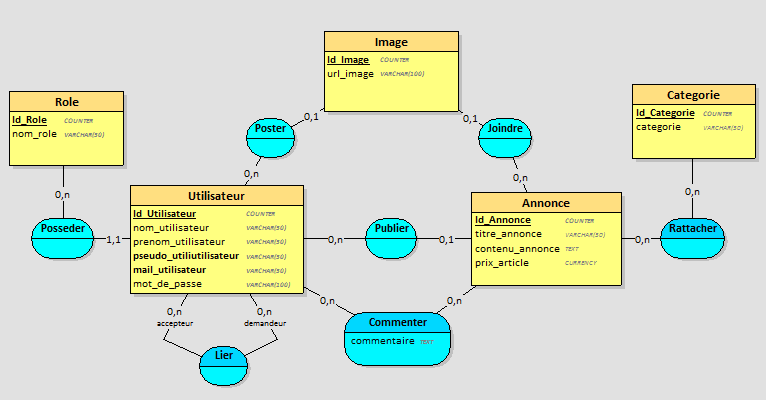 Image
Id_Image COUNTER
url_image VARCHAR(100)
Role
Id_Role COUNTER
nom_role VARCHAR(50)
Categorie
Id_Categorie COUNTER
categorie VARCHAR(50)
Poster
0,1
0,1
Joindre
0,n
0,n
0,n
0,n
Utilisateur
Id_Utilisateur COUNTER
nom_utilisateur VARCHAR(50)
prenom_utilisateur VARCHAR(50)
pseudo_utiliutilisateur VARCHAR(50)
mail_utilisateur VARCHAR(50)
mot_de_passe VARCHAR(100)
Annonce
Id_Annonce COUNTER
titre_annonce VARCHAR(50)
contenu_annonce TEXT
prix_article CURRENCY
Posseder
1,1
0,n
Publier
0,1
0,n
Rattacher
0,n
accepteur
0,n
demandeur
0,n
0,n
Commenter
commentaire TEXT
Lier